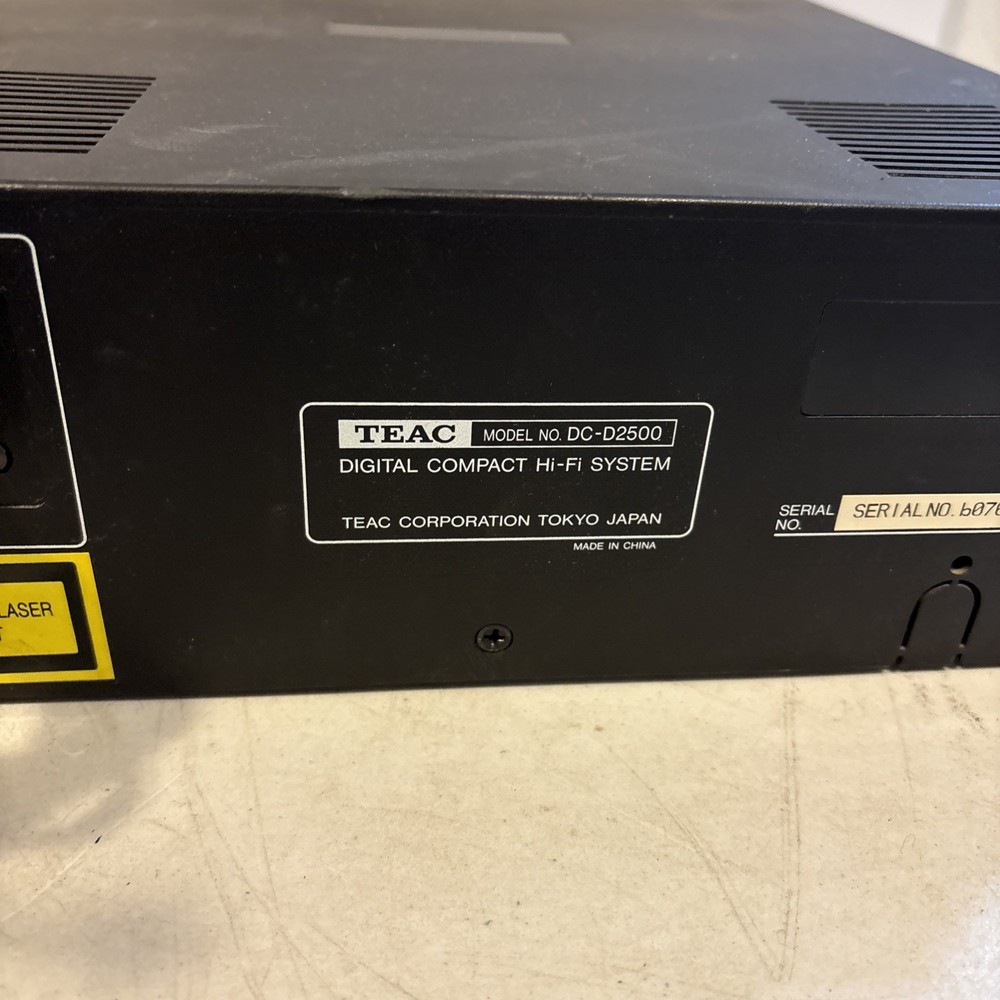 TEAC MODEL NO. DC-D2500
DIGITAL COMPACT Hi-Fi SYSTEM
TEAC CORPORATION TOKYO JAPAN
MADE IN CHINA
SERIAL
NO.
SERIAL NO. 6076
LASER